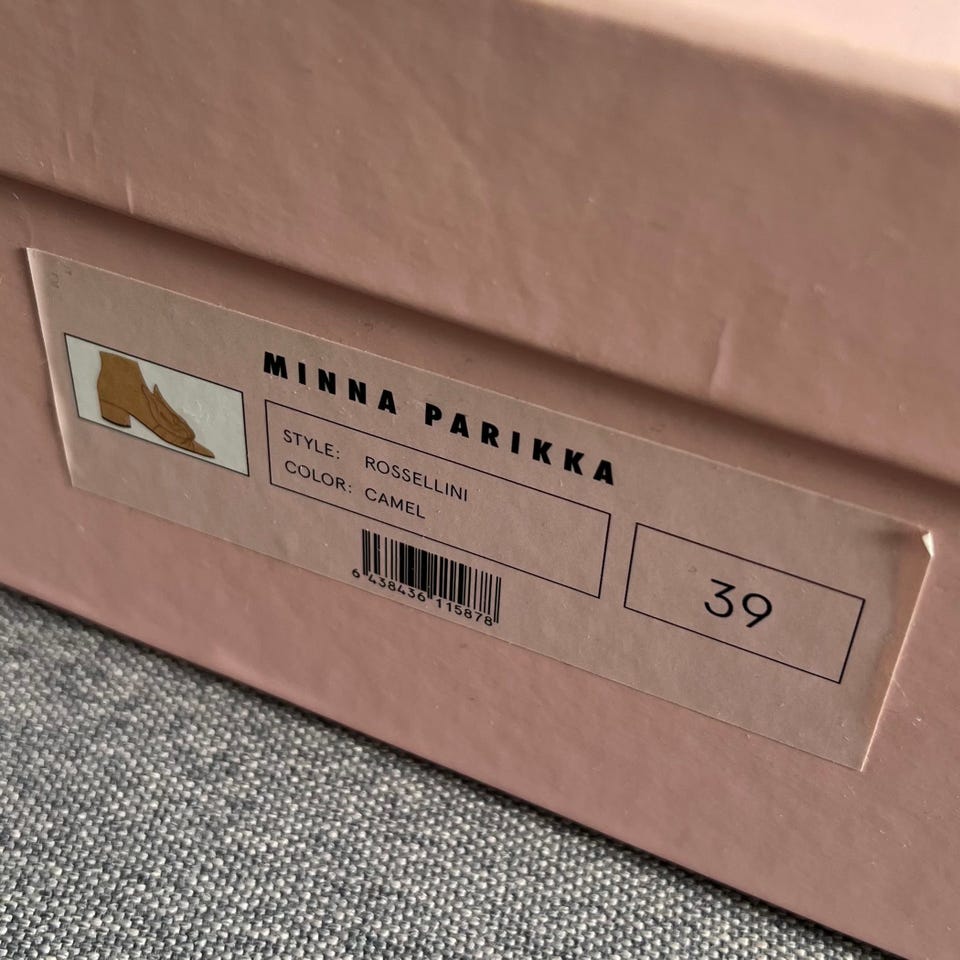 MINNA PARIKKA
STYLE: ROSSELLINI
COLOR: CAMEL
39
6 438436 115878